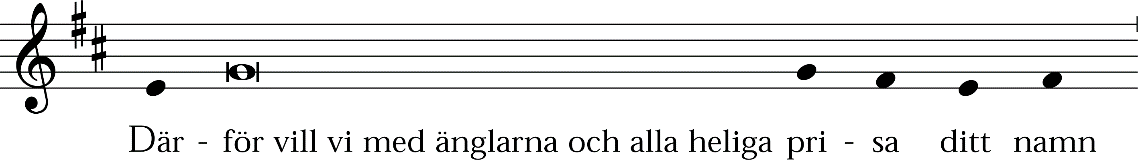 Där - för vill vi med änglarna och alla heliga pri - sa ditt namn